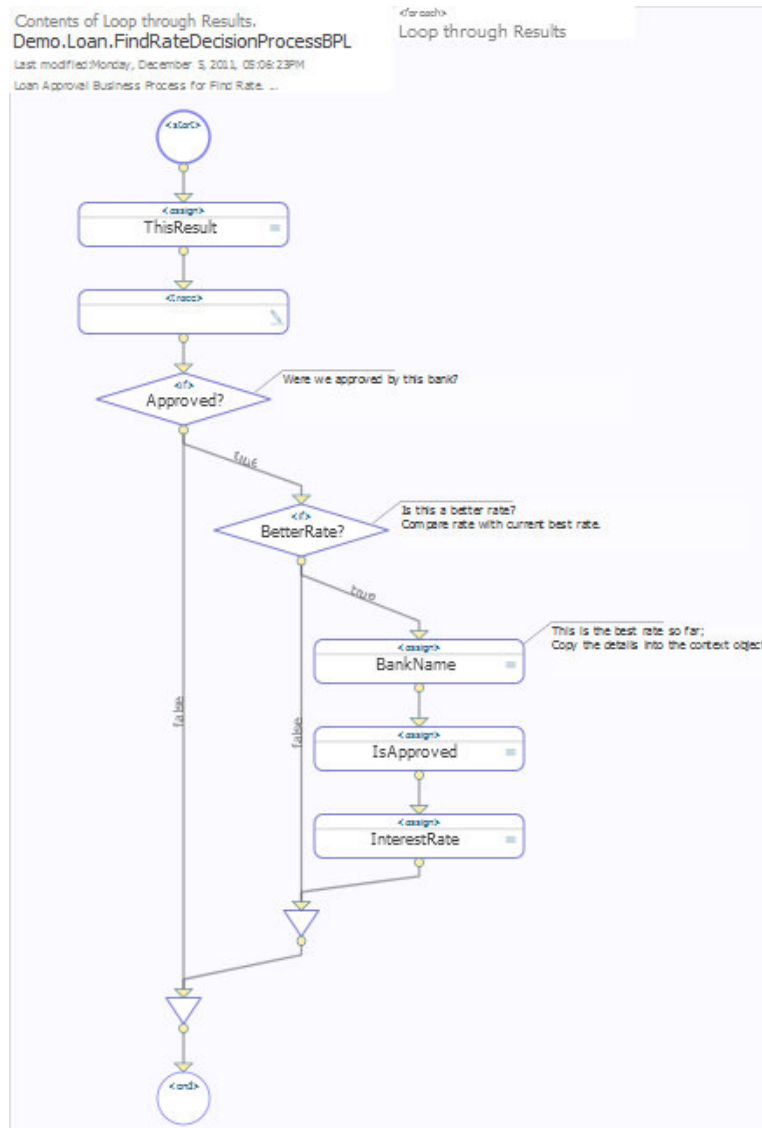 Contents of Loop through Results.
Demo.Loan.FindRateDecisionProcessBPL
Last modified:Monday, December 5, 2011, 05:06:23PM
Loan Approval Business Process for Find Rate. ...
<foreach>
Loop through Results
<start>
<assign>
ThisResult
<trace>
<if>
Approved?
Were we approved by this bank?
true
<if>
BetterRate?
Is this a better rate?
Compare rate with current best rate.
true
This is the best rate so far;
Copy the details into the context object
<assign>
BankName
false
false
<assign>
IsApproved
<assign>
InterestRate
<end>